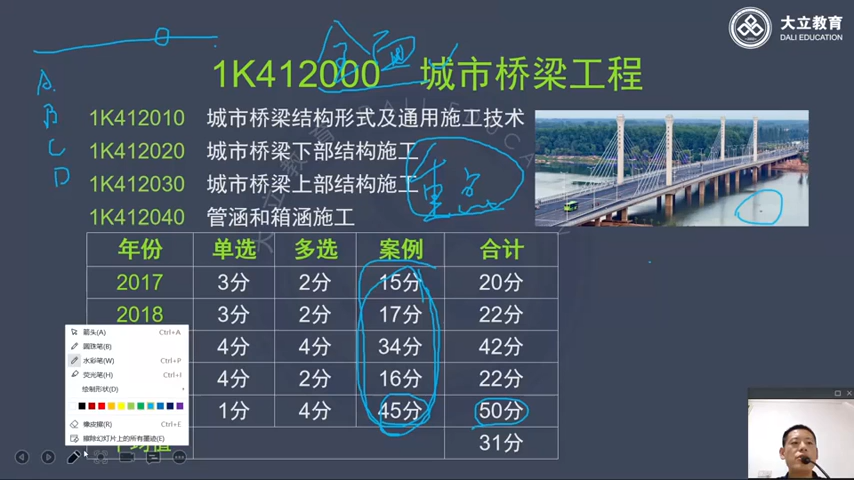 大立教育
DALI EDUCATION
全面
1K412000 城市桥梁工程
A
B
C
D
1K412010 城市桥梁结构形式及通用施工技术
1K412020 城市桥梁下部结构施工
1K412030 城市桥梁上部结构施工
重点
1K412040 管涵和箱涵施工
年份 单选 多选 案例 合计
2017 3分 2分 15分 20分
2018 3分 2分 17分 22分
4分 4分 34分 42分
4分 2分 16分 22分
1分 4分 45分 50分
31分
箭头(A) Ctrl+A
圆珠笔(B)
水彩笔(W) Ctrl+P
荧光笔(H) Ctrl+I
绘制形状(D)
橡皮擦(R) Ctrl+E
擦除幻灯片上的所有墨迹(E)